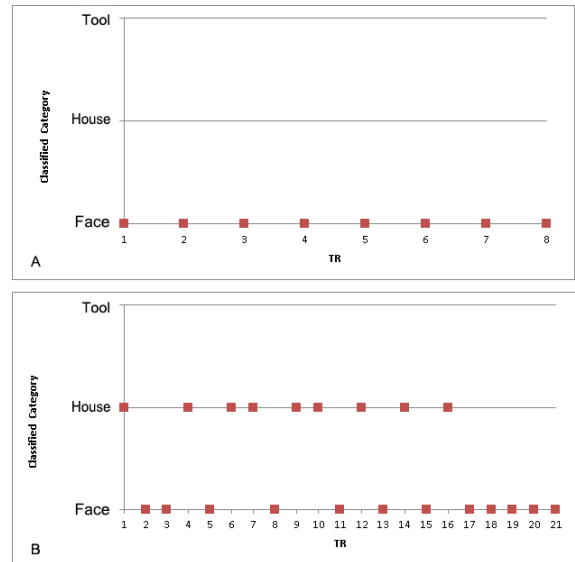 Tool
House
Face
Classified Category
1 2 3 4 5 6 7 8
TR
A
Tool
House
Face
Classified Category
1 2 3 4 5 6 7 8 9 10 11 12 13 14 15 16 17 18 19 20 21
TR
B